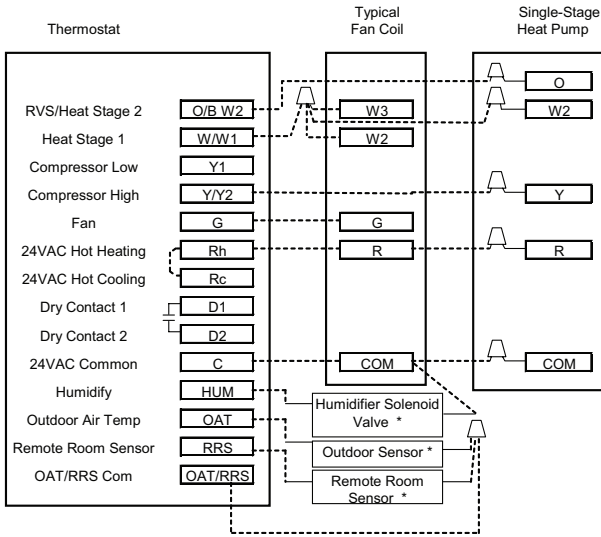 Thermostat
Typical
Fan Coil
Single-Stage
Heat Pump
O
RVS/Heat Stage 2 O/B W2 W3 W2
Heat Stage 1 W/W1 W2
Compressor Low Y1
Compressor High Y/Y2 Y
Fan G G
24VAC Hot Heating Rh R R
24VAC Hot Cooling Rc
Dry Contact 1 D1
Dry Contact 2 D2
24VAC Common C COM COM
Humidify HUM
Humidifier Solenoid
Valve *
Outdoor Air Temp OAT
Outdoor Sensor *
Remote Room Sensor RRS
Remote Room
Sensor *
OAT/RRS Com OAT/RRS